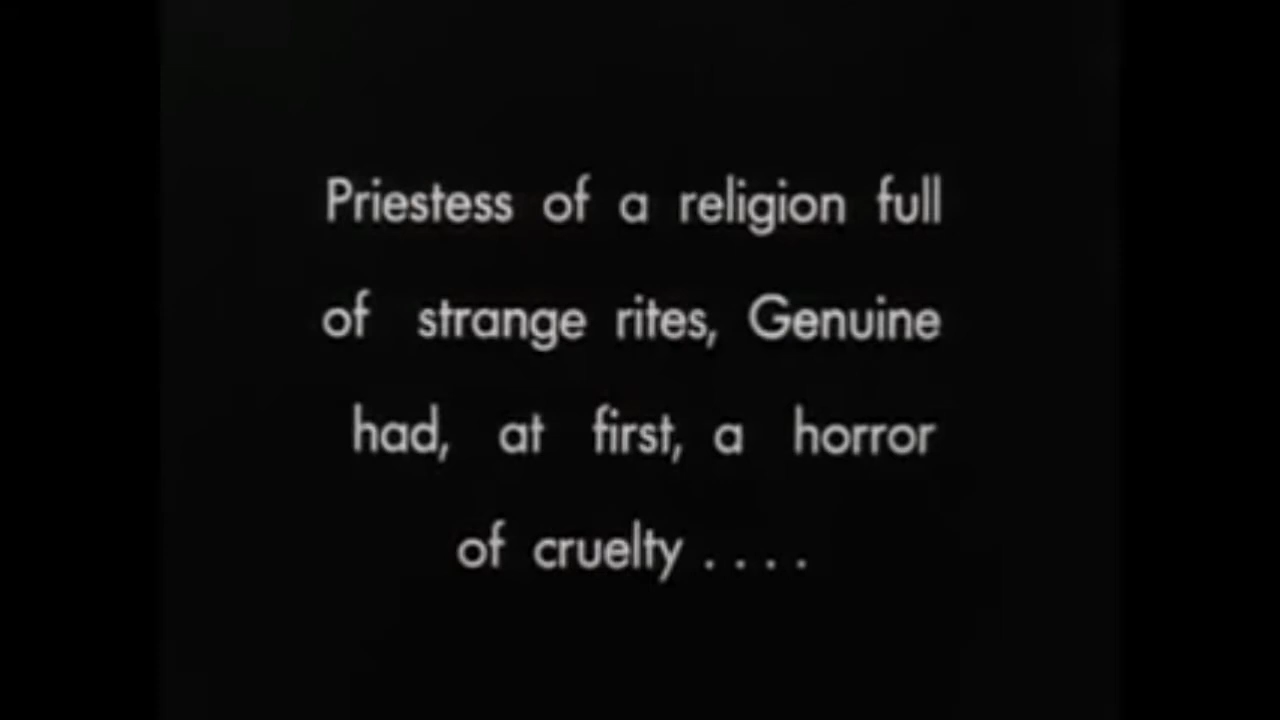 Priestess of a religion full
of strange rites, Genuine
had, at first, a horror
of cruelty ....